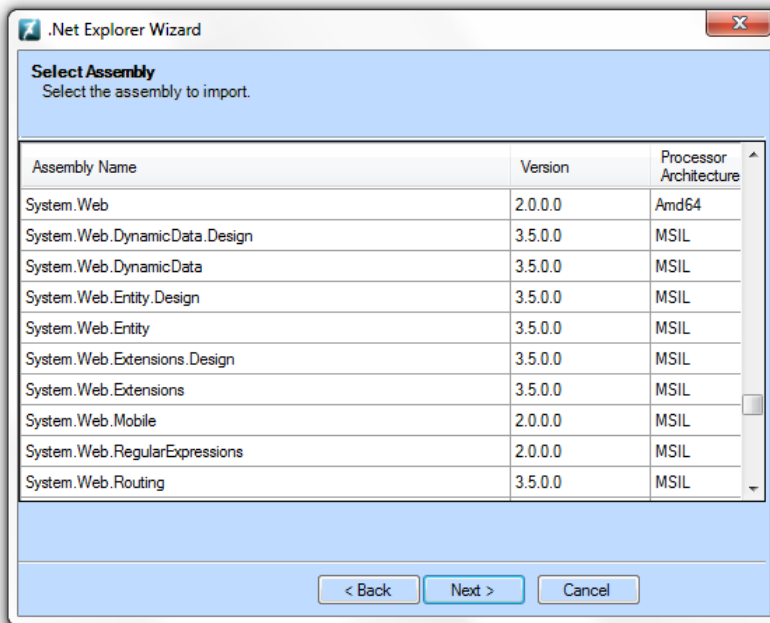 .Net Explorer Wizard
Select Assembly
Select the assembly to import.
Assembly Name Version Processor Architecture
System.Web 2.0.0.0 Amd64
System.Web.DynamicData.Design 3.5.0.0 MSIL
System.Web.DynamicData 3.5.0.0 MSIL
System.Web.Entity.Design 3.5.0.0 MSIL
System.Web.Entity 3.5.0.0 MSIL
System.Web.Extensions.Design 3.5.0.0 MSIL
System.Web.Extensions 3.5.0.0 MSIL
System.Web.Mobile 2.0.0.0 MSIL
System.Web.RegularExpressions 2.0.0.0 MSIL
System.Web.Routing 3.5.0.0 MSIL
< Back Next > Cancel